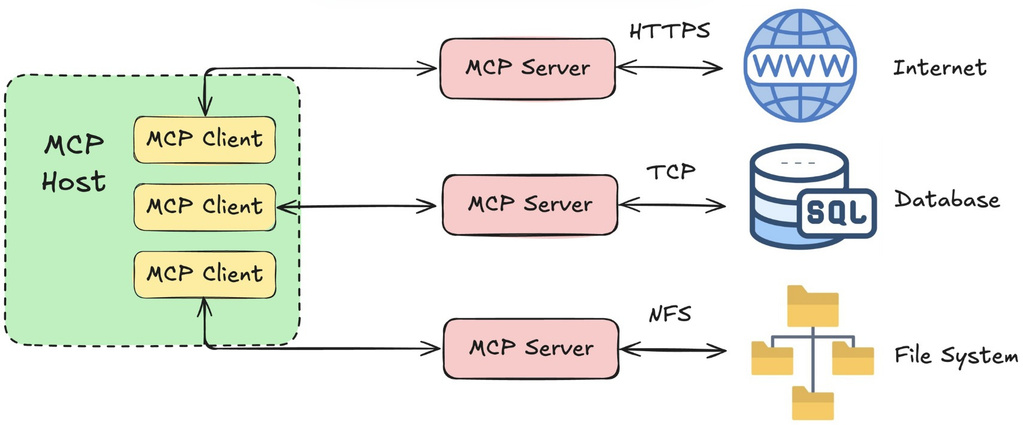 HTTPS
MCP Server
WWW
Internet
MCP
Host
MCP Client
MCP Client
MCP Server
TCP
SQL
Database
MCP Client
MCP Server
NFS
File System